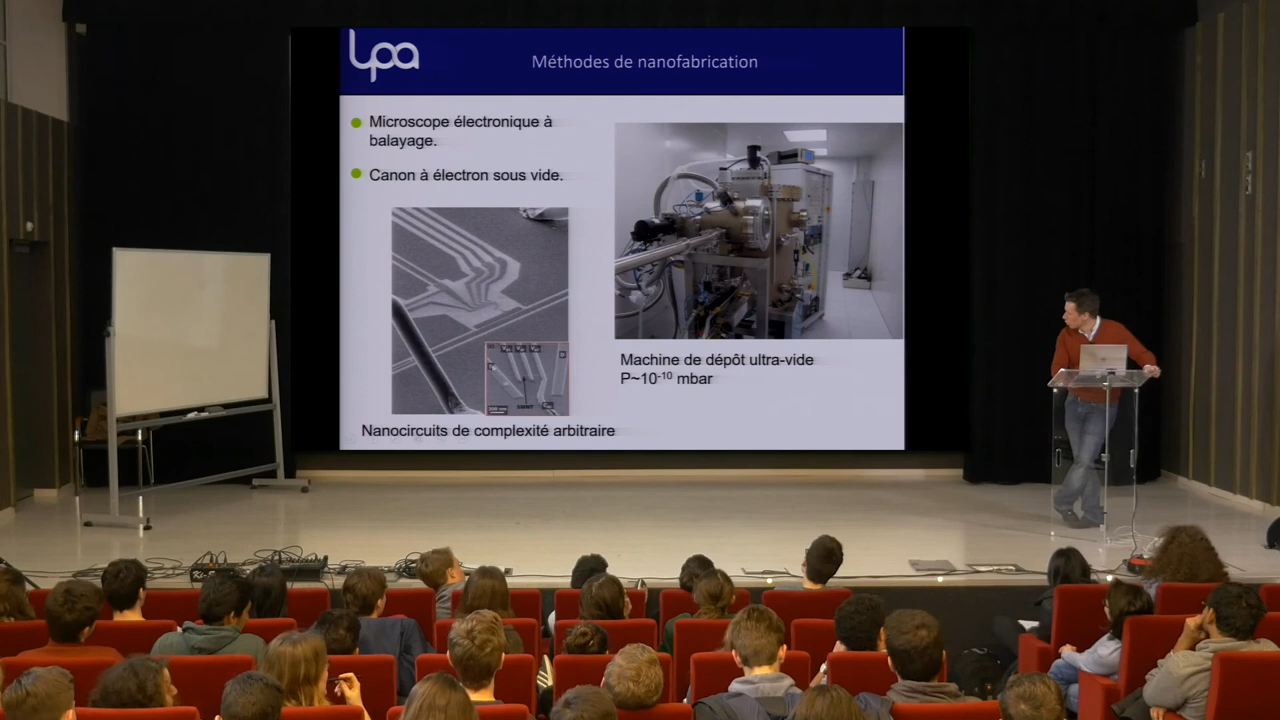 lpa
Méthodes de nanofabrication
Microscope électronique à
balayage.
Canon à électron sous vide.
Machine de dépôt ultra-vide
P~10⁻¹⁰ mbar
SWNT
Nanocircuits de complexité arbitraire